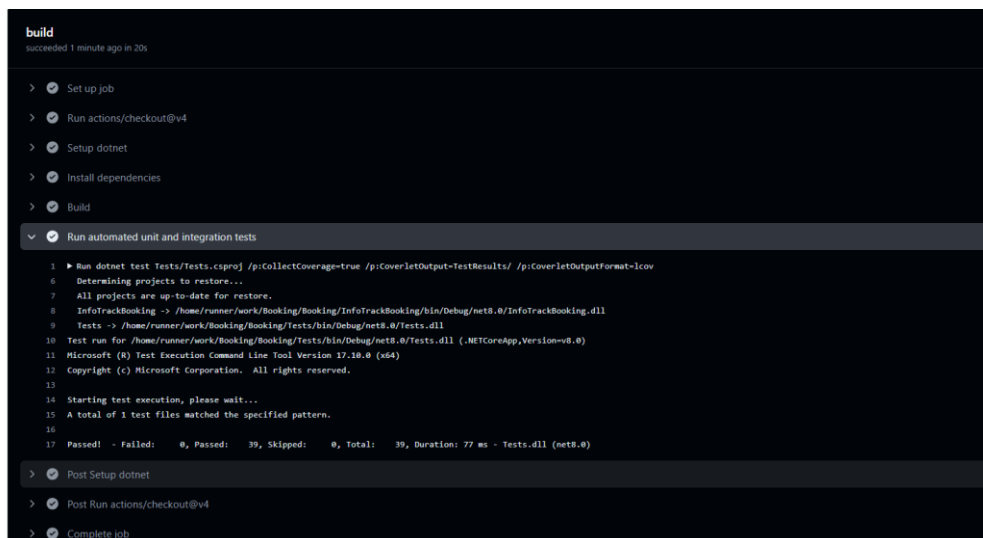 build
succeeded 1 minute ago in 20s
Set up job
Run actions/checkout@v4
Setup dotnet
Install dependencies
Build
Run automated unit and integration tests
1 Run dotnet test Tests/Tests.csproj /p:CollectCoverage=true /p:CoverletOutput=TestResults/ /p:CoverletOutputFormat=lcov
6 Determining projects to restore...
7 All projects are up-to-date for restore.
8 InfoTrackBooking -> /home/runner/work/Booking/Booking/InfoTrackBooking/bin/Debug/net8.0/InfoTrackBooking.dll
9 Tests -> /home/runner/work/Booking/Booking/Tests/bin/Debug/net8.0/Tests.dll
10 Test run for /home/runner/work/Booking/Booking/Tests/bin/Debug/net8.0/Tests.dll (.NETCoreApp,Version=v8.0)
11 Microsoft (R) Test Execution Command Line Tool Version 17.10.0 (x64)
12 Copyright (c) Microsoft Corporation. All rights reserved.
13
14 Starting test execution, please wait...
15 A total of 1 test files matched the specified pattern.
16
17 Passed! - Failed: 0, Passed: 39, Skipped: 0, Total: 39, Duration: 77 ms - Tests.dll (net8.0)
Post Setup dotnet
Post Run actions/checkout@v4
Complete job